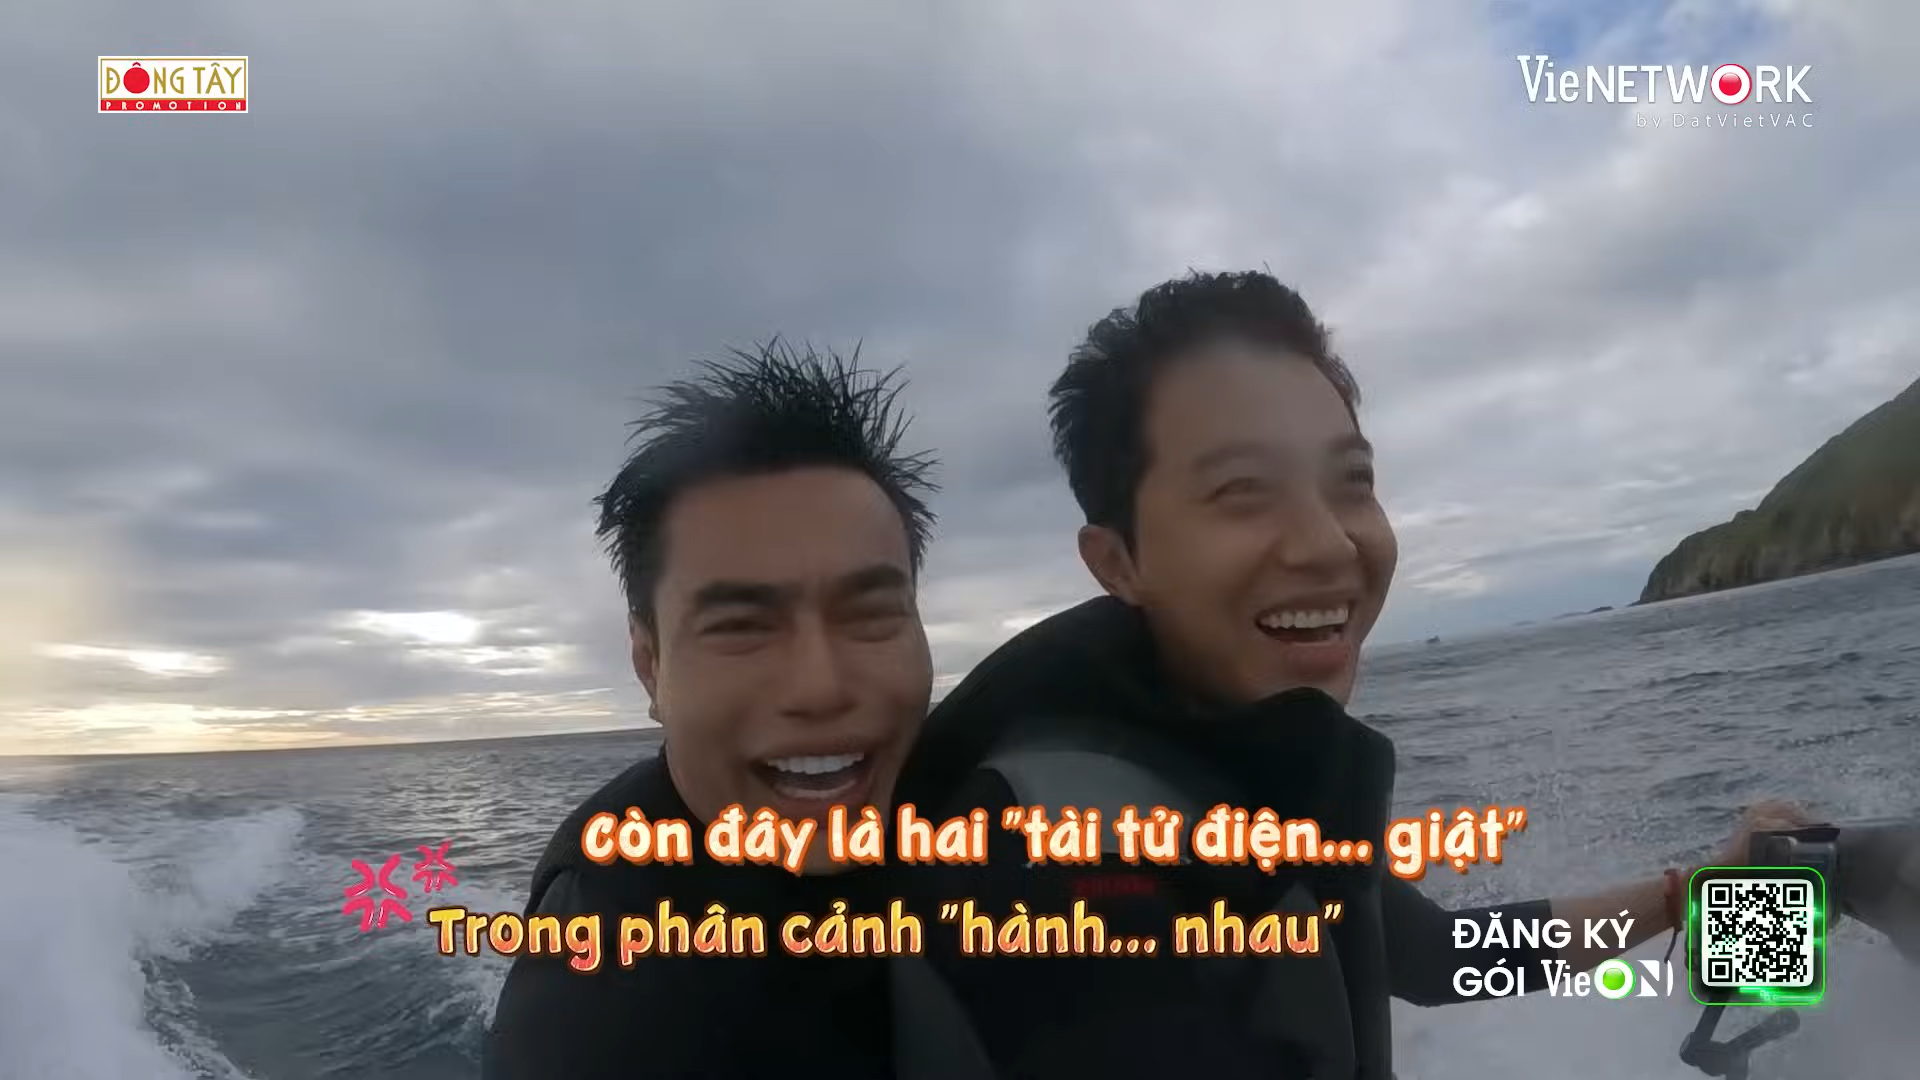 ĐÔNG TÂY
PROMOTION
VieNETWORK
by DatVietVAC
Còn đây là hai "tài tử điện... giật"
Trong phân cảnh "hành... nhau"
ĐĂNG KÝ
GÓI VieON